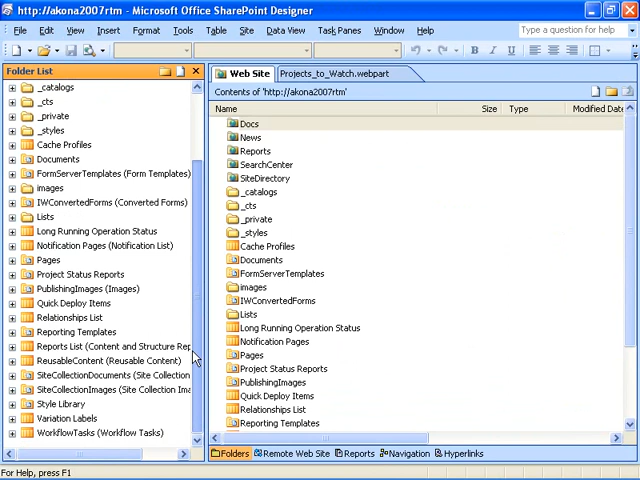 http://akona2007rtm - Microsoft Office SharePoint Designer
File Edit View Insert Format Tools Table Site Data View Task Panes Window Help
Type a question for help
B I U
Folder List
_catalogs
_cts
_private
_styles
Cache Profiles
Documents
FormServerTemplates (Form Templates)
images
IWConvertedForms (Converted Forms)
Lists
Long Running Operation Status
Notification Pages (Notification List)
Pages
Project Status Reports
PublishingImages (Images)
Quick Deploy Items
Relationships List
Reporting Templates
Reports List (Content and Structure Rep
ReusableContent (Reusable Content)
SiteCollectionDocuments (Site Collection
SiteCollectionImages (Site Collection Ima
Style Library
Variation Labels
WorkflowTasks (Workflow Tasks)
Web Site Projects_to_Watch.webpart
Contents of 'http://akona2007rtm'
Name Size Type Modified Date
Docs
News
Reports
SearchCenter
SiteDirectory
_catalogs
_cts
_private
_styles
Cache Profiles
Documents
FormServerTemplates
images
IWConvertedForms
Lists
Long Running Operation Status
Notification Pages
Pages
Project Status Reports
PublishingImages
Quick Deploy Items
Relationships List
Reporting Templates
Folders Remote Web Site Reports Navigation Hyperlinks
For Help, press F1